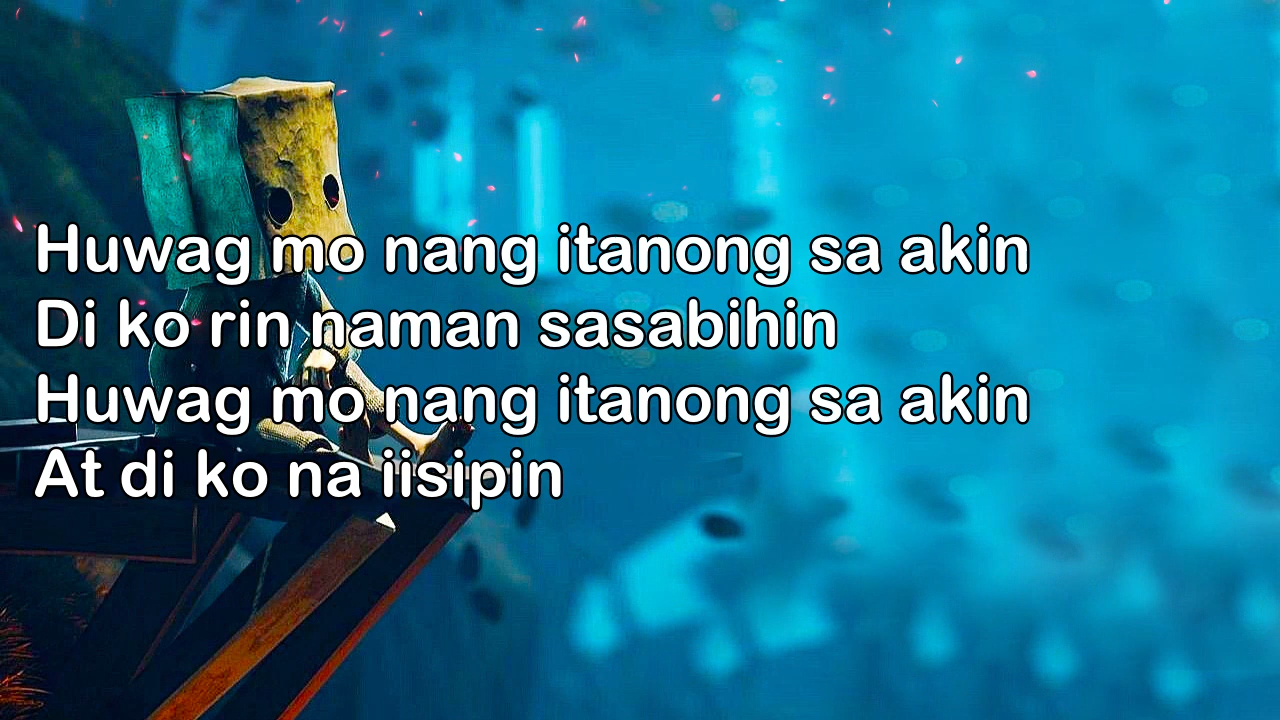 Huwag mo nang itanong sa akin
Di ko rin naman sasabihin
Huwag mo nang itanong sa akin
At di ko na iisipin